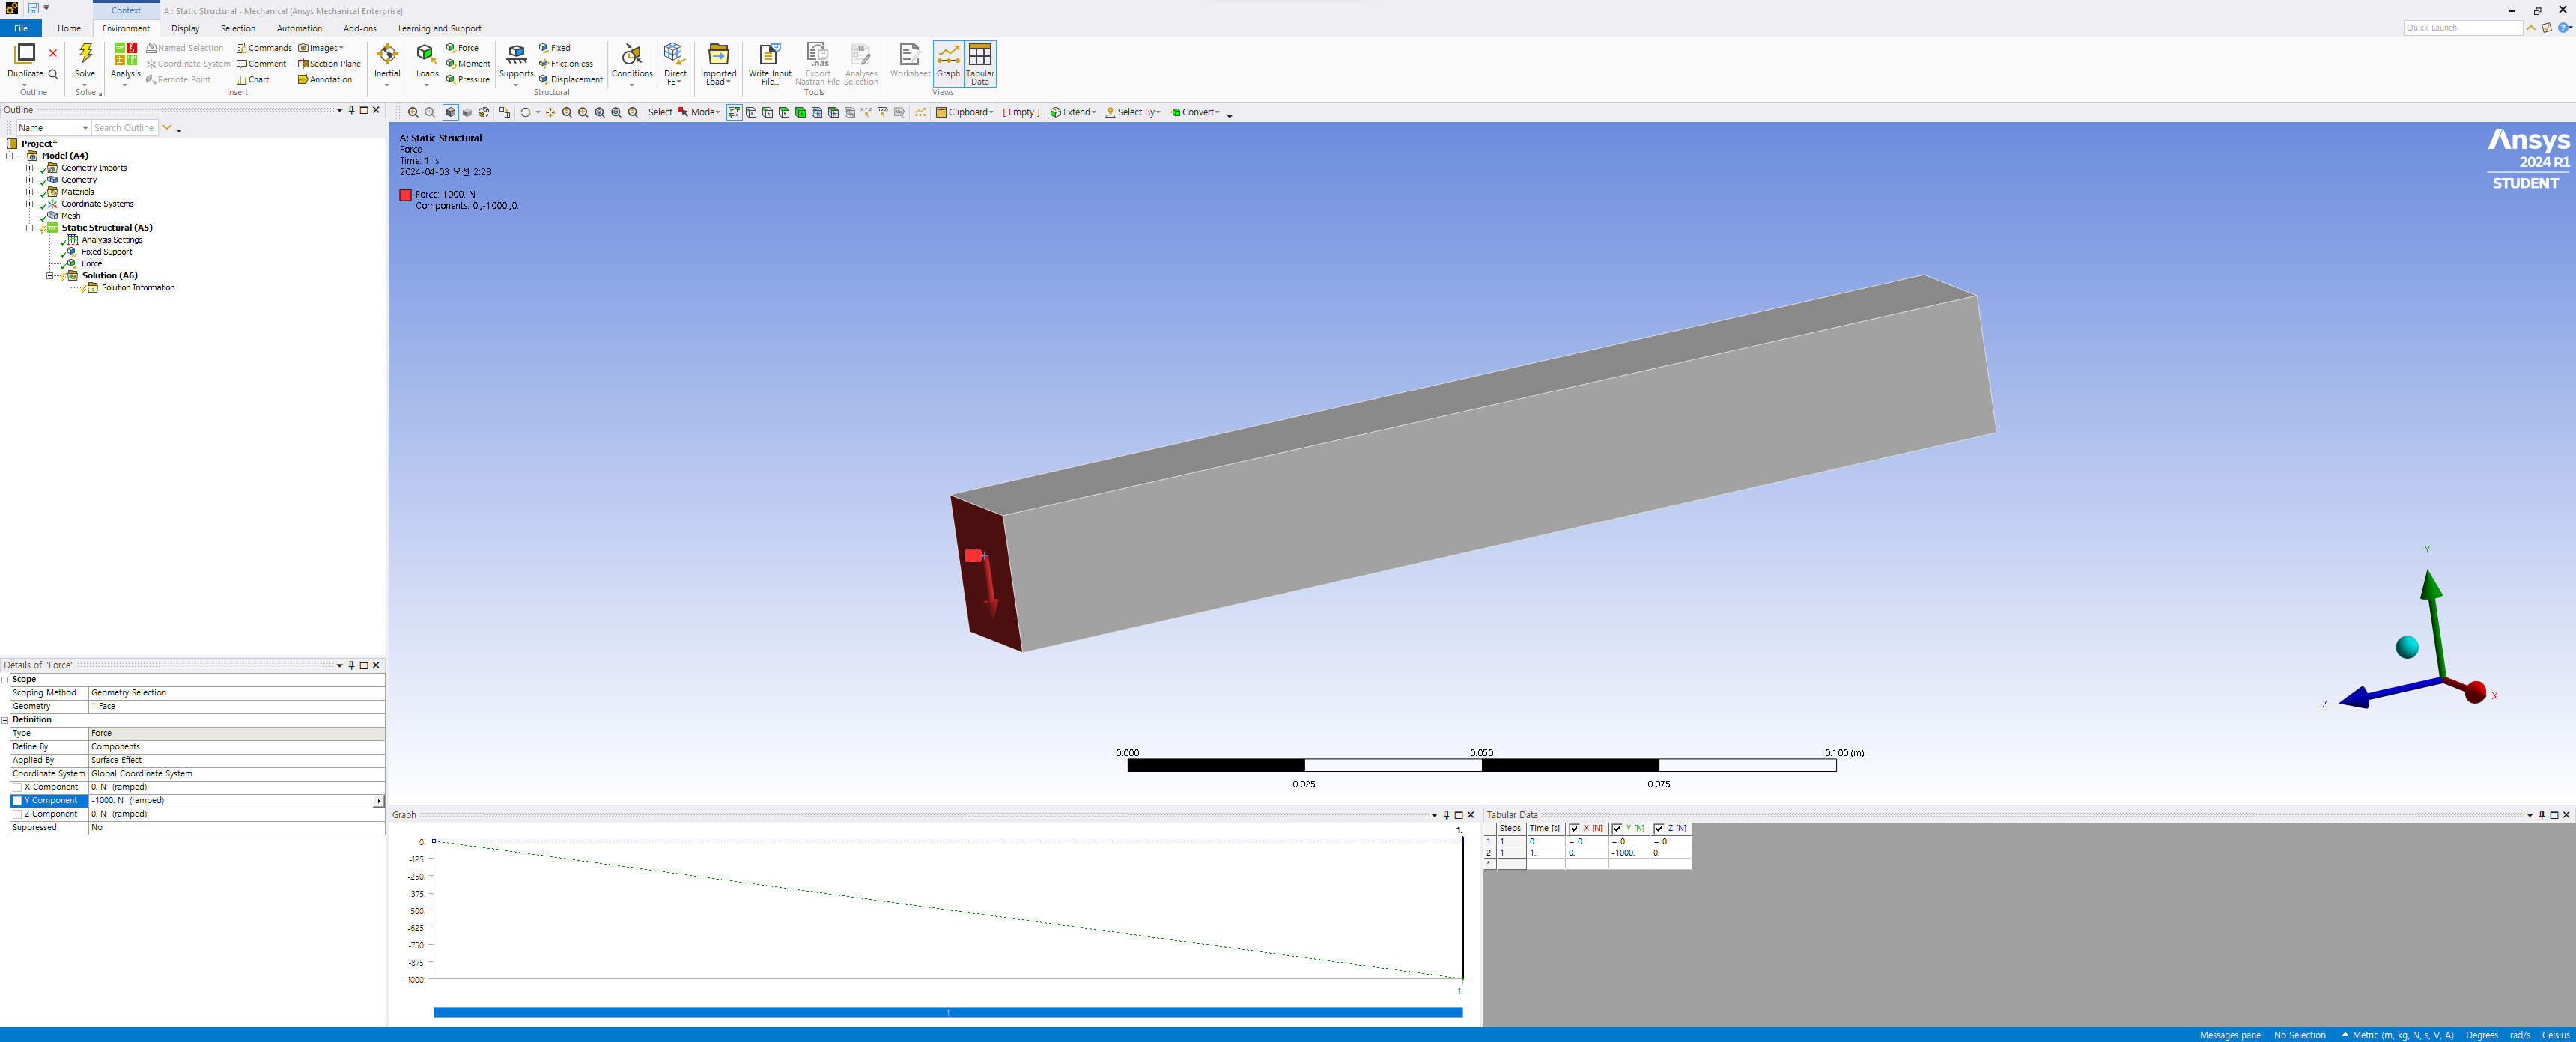 Context
A : Static Structural - Mechanical [Ansys Mechanical Enterprise]
File Home Environment Display Selection Automation Add-ons Learning and Support
Quick Launch
Duplicate
Outline
Solve
Solver
Analysis
Named Selection
Coordinate System
Remote Point
Commands
Comment
Chart
Images
Section Plane
Annotation
Insert
Inertial
Loads
Force
Moment
Pressure
Supports
Fixed
Frictionless
Displacement
Structural
Conditions
Direct
FE
Imported
Load
Write Input
File...
Export
Nastran File
Analyses
Selection
Tools
Worksheet
Graph
Tabular
Data
Views
Outline
Name Search Outline
Project*
Model (A4)
Geometry Imports
Geometry
Materials
Coordinate Systems
Mesh
Static Structural (A5)
Analysis Settings
Fixed Support
Force
Solution (A6)
Solution Information
Select Mode Clipboard [ Empty ] Extend Select By Convert
A: Static Structural
Force
Time: 1. s
2024-04-03 오전 2:28
Force: 1000. N
Components: 0.,-1000.,0.
Ansys
2024 R1
STUDENT
Y
X
Z
0.000 0.050 0.100 (m)
0.025 0.075
Details of "Force"
Scope
Scoping Method Geometry Selection
Geometry 1 Face
Definition
Type Force
Define By Components
Applied By Surface Effect
Coordinate System Global Coordinate System
X Component 0. N (ramped)
Y Component -1000. N (ramped)
Z Component 0. N (ramped)
Suppressed No
Graph
1.
0.
-125.
-250.
-375.
-500.
-625.
-750.
-875.
-1000.
1.
1
Tabular Data
Steps Time [s] X [N] Y [N] Z [N]
1 1 0. = 0. = 0. = 0.
2 1 1. 0. -1000. 0.
*
Messages pane No Selection Metric (m, kg, N, s, V, A) Degrees rad/s Celsius